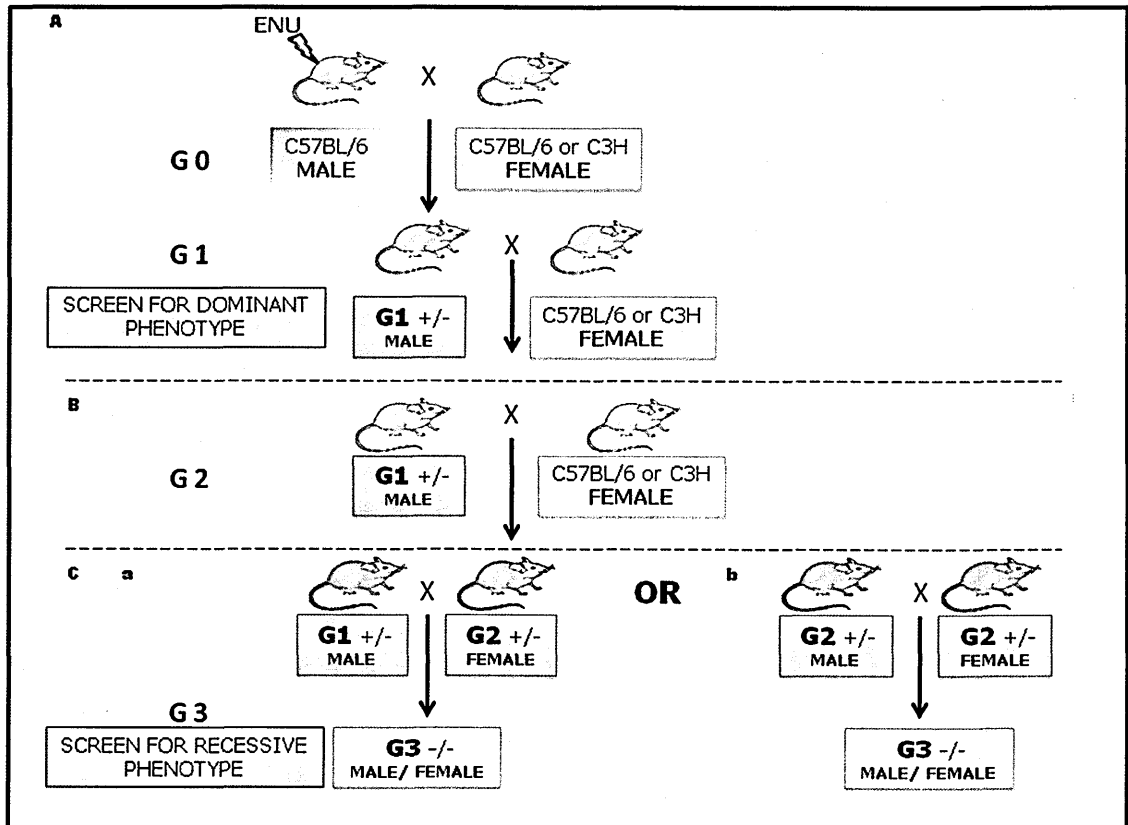 A
ENU
X
G 0
C57BL/6
MALE
C57BL/6 or C3H
FEMALE
G 1
X
SCREEN FOR DOMINANT
PHENOTYPE
G1 +/-
MALE
C57BL/6 or C3H
FEMALE
B
X
G 2
G1 +/-
MALE
C57BL/6 or C3H
FEMALE
C a
X
OR
b
X
G1 +/-
MALE
G2 +/-
FEMALE
G2 +/-
MALE
G2 +/-
FEMALE
G 3
SCREEN FOR RECESSIVE
PHENOTYPE
G3 -/-
MALE/ FEMALE
G3 -/-
MALE/ FEMALE